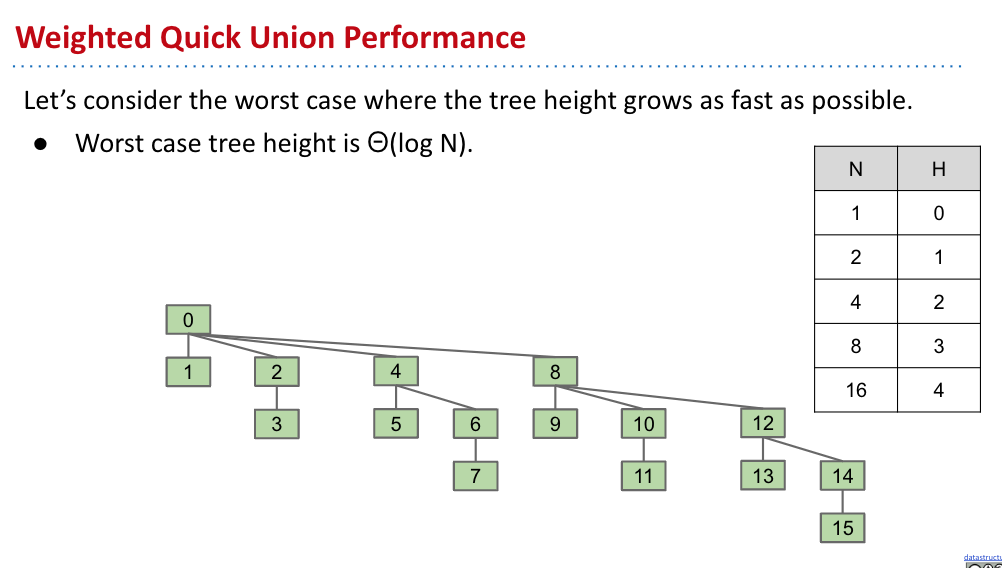 Weighted Quick Union Performance
Let's consider the worst case where the tree height grows as fast as possible.
● Worst case tree height is Θ(log N).
N H
1 0
2 1
4 2
8 3
16 4
0
1 2 4 8
3 5 6 9 10 12
7 11 13 14
15
datastructu